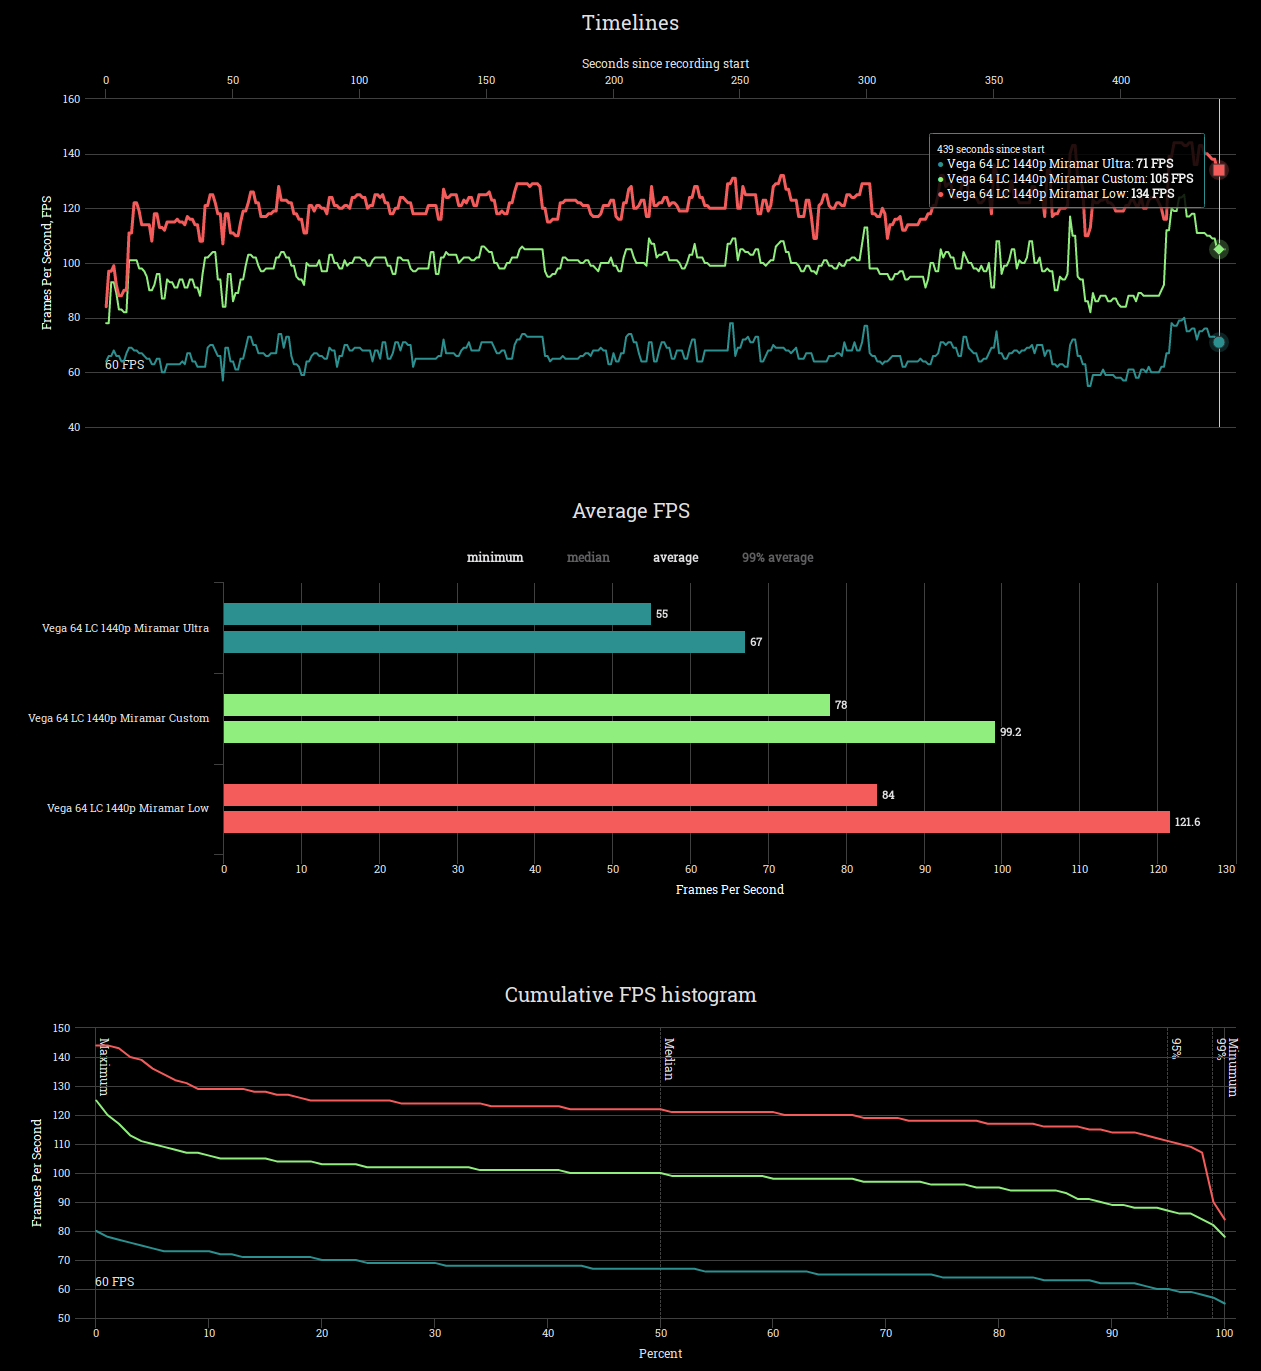 Timelines
Seconds since recording start
0 50 100 150 200 250 300 350 400
160
140
120
100
80
60
40
Frames Per Second, FPS
60 FPS
439 seconds since start
Vega 64 LC 1440p Miramar Ultra: 71 FPS
Vega 64 LC 1440p Miramar Custom: 105 FPS
Vega 64 LC 1440p Miramar Low: 134 FPS
Average FPS
minimum median average 99% average
Vega 64 LC 1440p Miramar Ultra
55
67
Vega 64 LC 1440p Miramar Custom
78
99.2
Vega 64 LC 1440p Miramar Low
84
121.6
0 10 20 30 40 50 60 70 80 90 100 110 120 130
Frames Per Second
Cumulative FPS histogram
150
140
130
120
110
100
90
80
70
60
50
Frames Per Second
Maximum
Median
95%
99%
Minumum
60 FPS
0 10 20 30 40 50 60 70 80 90 100
Percent